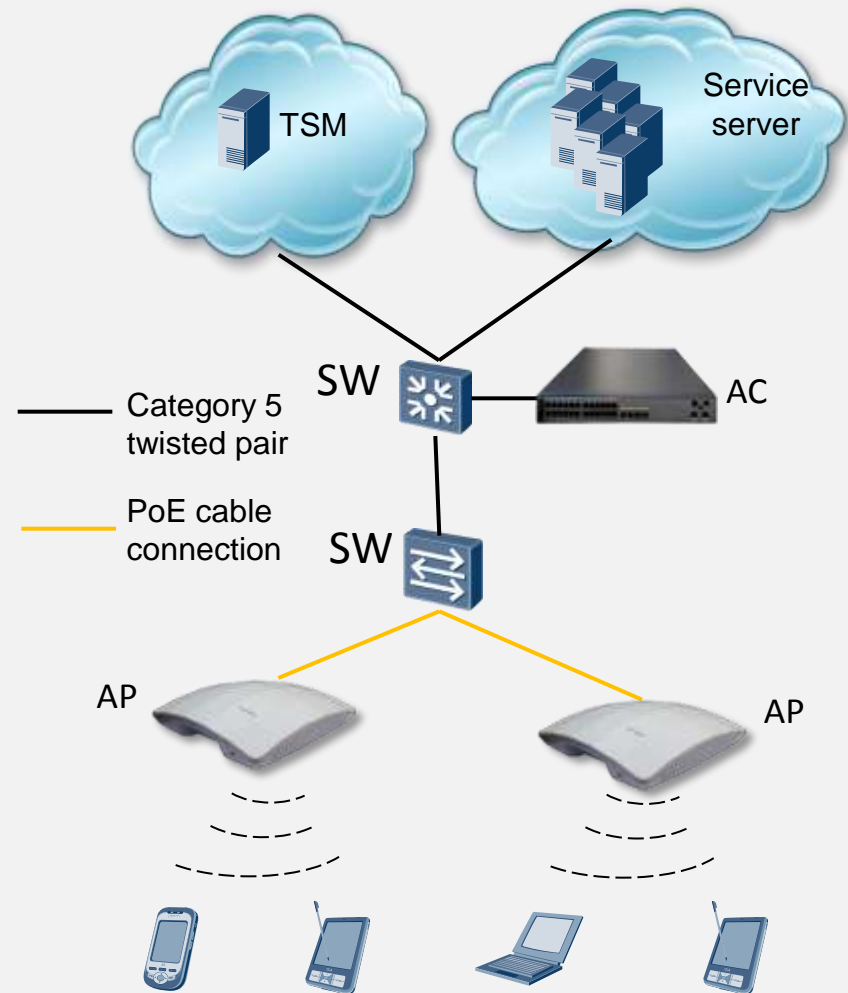 TSM
Service
server
SW
AC
Category 5
twisted pair
PoE cable
connection
SW
AP
AP